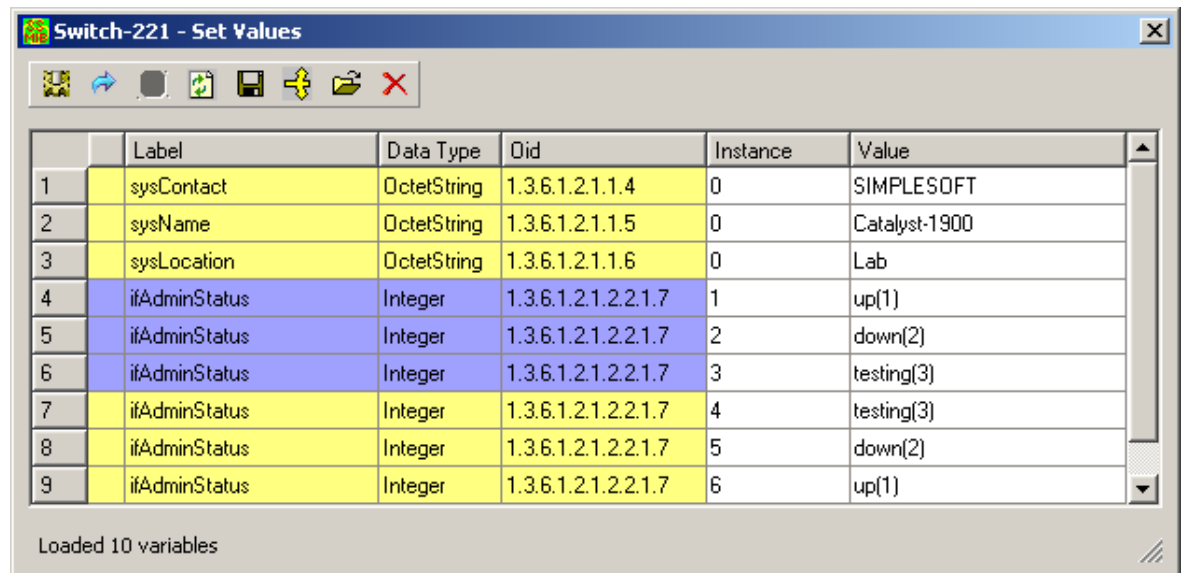 Switch-221 - Set Values
Label Data Type Oid Instance Value
1 sysContact OctetString 1.3.6.1.2.1.1.4 0 SIMPLESOFT
2 sysName OctetString 1.3.6.1.2.1.1.5 0 Catalyst-1900
3 sysLocation OctetString 1.3.6.1.2.1.1.6 0 Lab
4 ifAdminStatus Integer 1.3.6.1.2.1.2.2.1.7 1 up(1)
5 ifAdminStatus Integer 1.3.6.1.2.1.2.2.1.7 2 down(2)
6 ifAdminStatus Integer 1.3.6.1.2.1.2.2.1.7 3 testing(3)
7 ifAdminStatus Integer 1.3.6.1.2.1.2.2.1.7 4 testing(3)
8 ifAdminStatus Integer 1.3.6.1.2.1.2.2.1.7 5 down(2)
9 ifAdminStatus Integer 1.3.6.1.2.1.2.2.1.7 6 up(1)
Loaded 10 variables